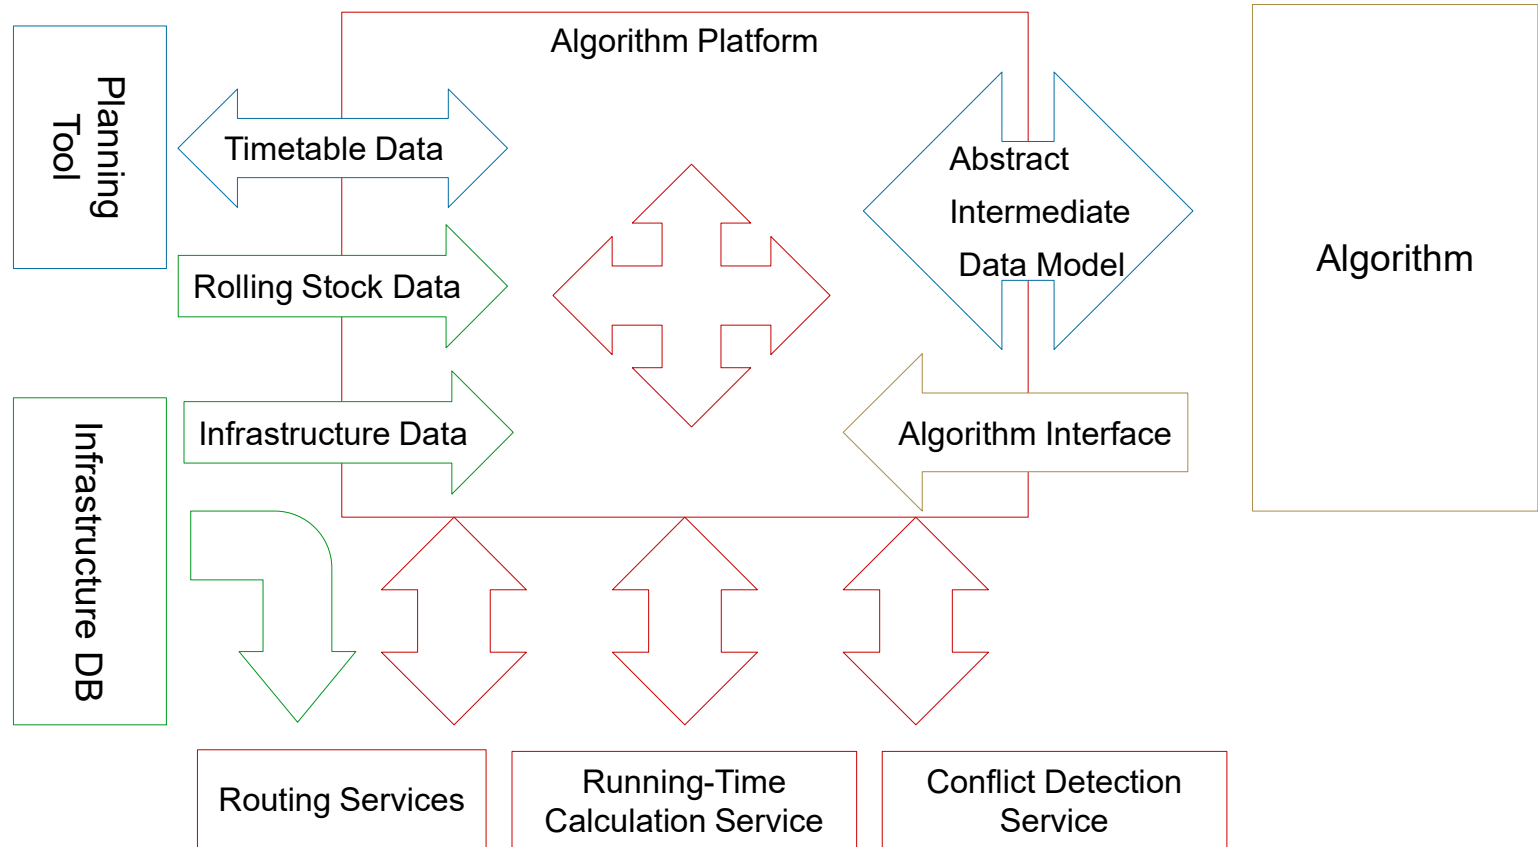 Algorithm Platform
Planning
Tool
Timetable Data
Abstract
Intermediate
Data Model
Rolling Stock Data
Algorithm
Infrastructure Data
Algorithm Interface
Infrastructure DB
Routing Services
Running-Time
Calculation Service
Conflict Detection
Service